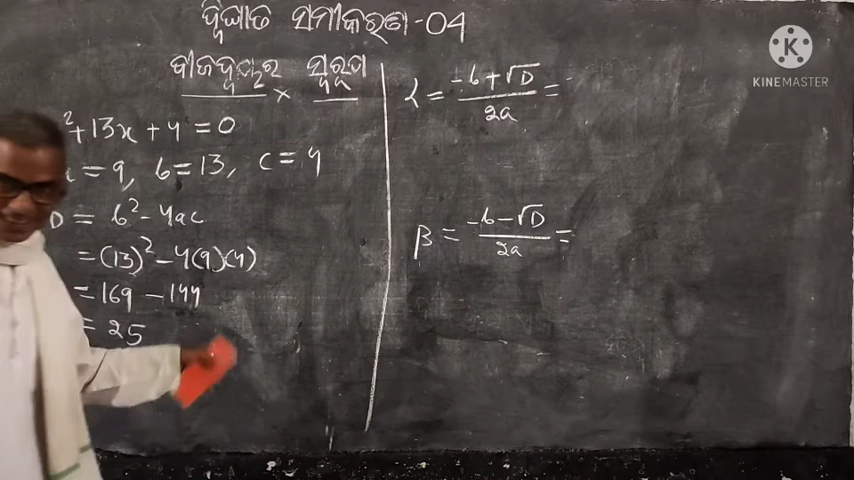 ଦ୍ୱିଘାତ ସମୀକରଣ-04
ବୀଜଦ୍ୱୟର ସ୍ୱରୂପ
²+13x + 4 = 0
= 9, b = 13, c = 4
D = b² - 4ac
= (13)² - 4(9)(4)
= 169 - 144
= 25
α = -b + √D / 2a =
β = -b - √D / 2a =
K
KINEMASTER